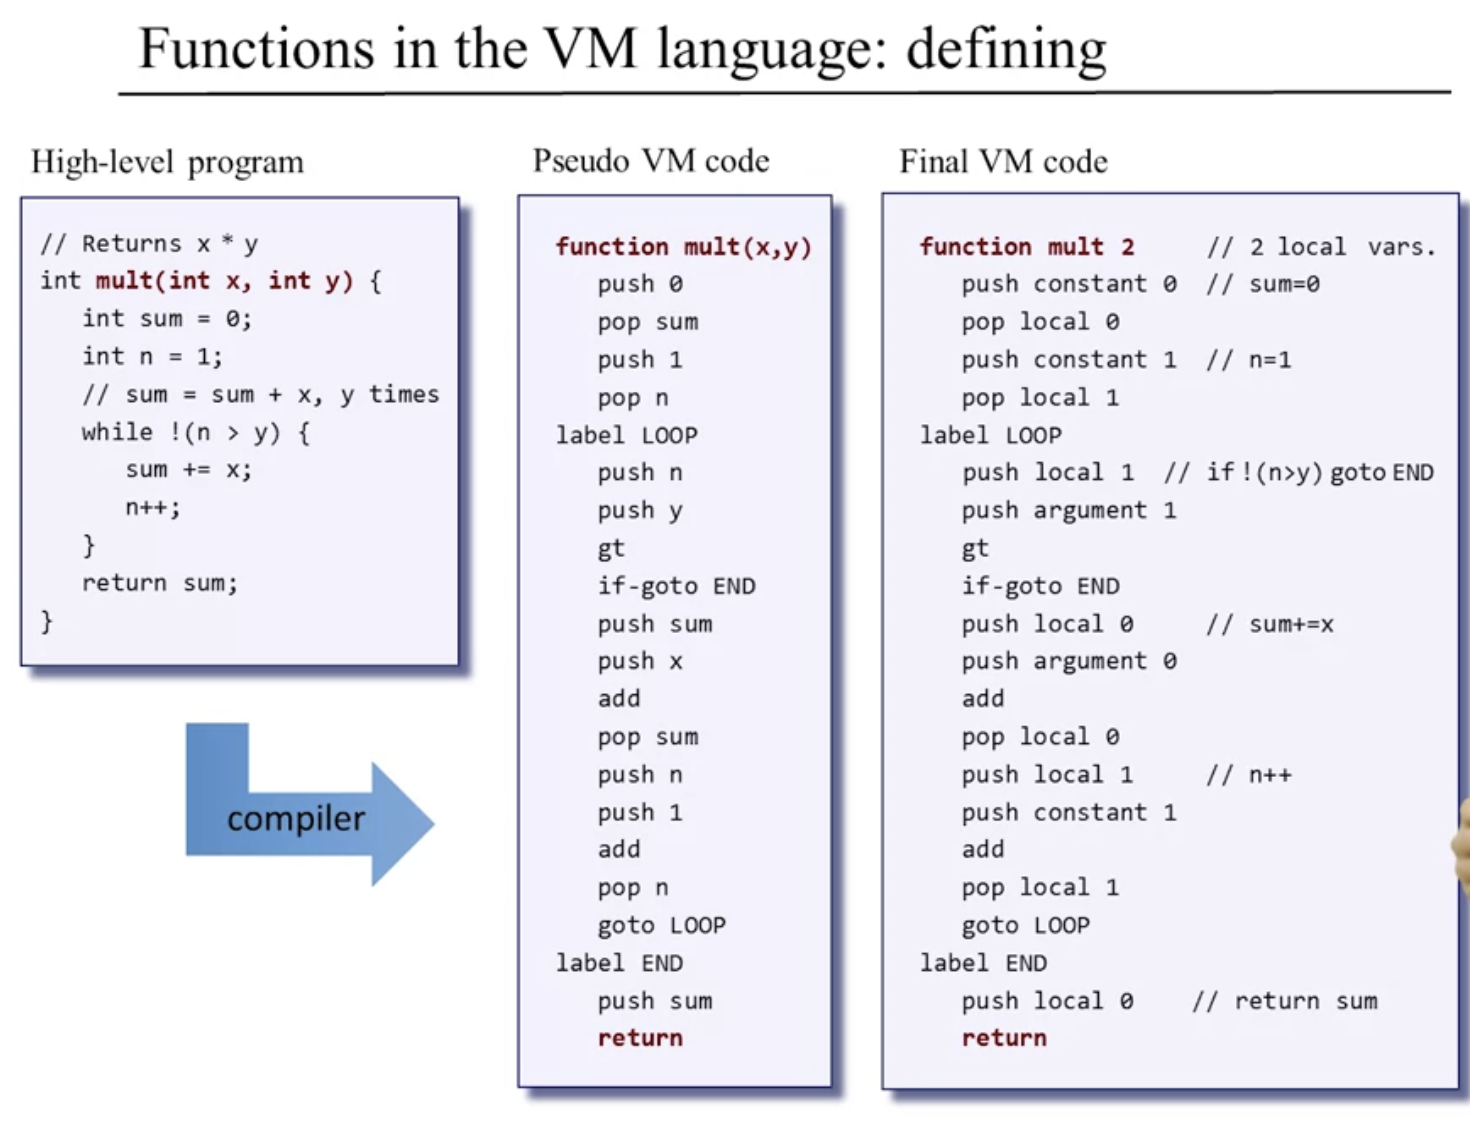 Functions in the VM language: defining
High-level program
// Returns x * y
int mult(int x, int y) {
int sum = 0;
int n = 1;
// sum = sum + x, y times
while !(n > y) {
sum += x;
n++;
}
return sum;
}
compiler
Pseudo VM code
function mult(x,y)
push 0
pop sum
push 1
pop n
label LOOP
push n
push y
gt
if-goto END
push sum
push x
add
pop sum
push n
push 1
add
pop n
goto LOOP
label END
push sum
return
Final VM code
function mult 2 // 2 local vars.
push constant 0 // sum=0
pop local 0
push constant 1 // n=1
pop local 1
label LOOP
push local 1 // if !(n>y) goto END
push argument 1
gt
if-goto END
push local 0 // sum+=x
push argument 0
add
pop local 0
push local 1 // n++
push constant 1
add
pop local 1
goto LOOP
label END
push local 0 // return sum
return